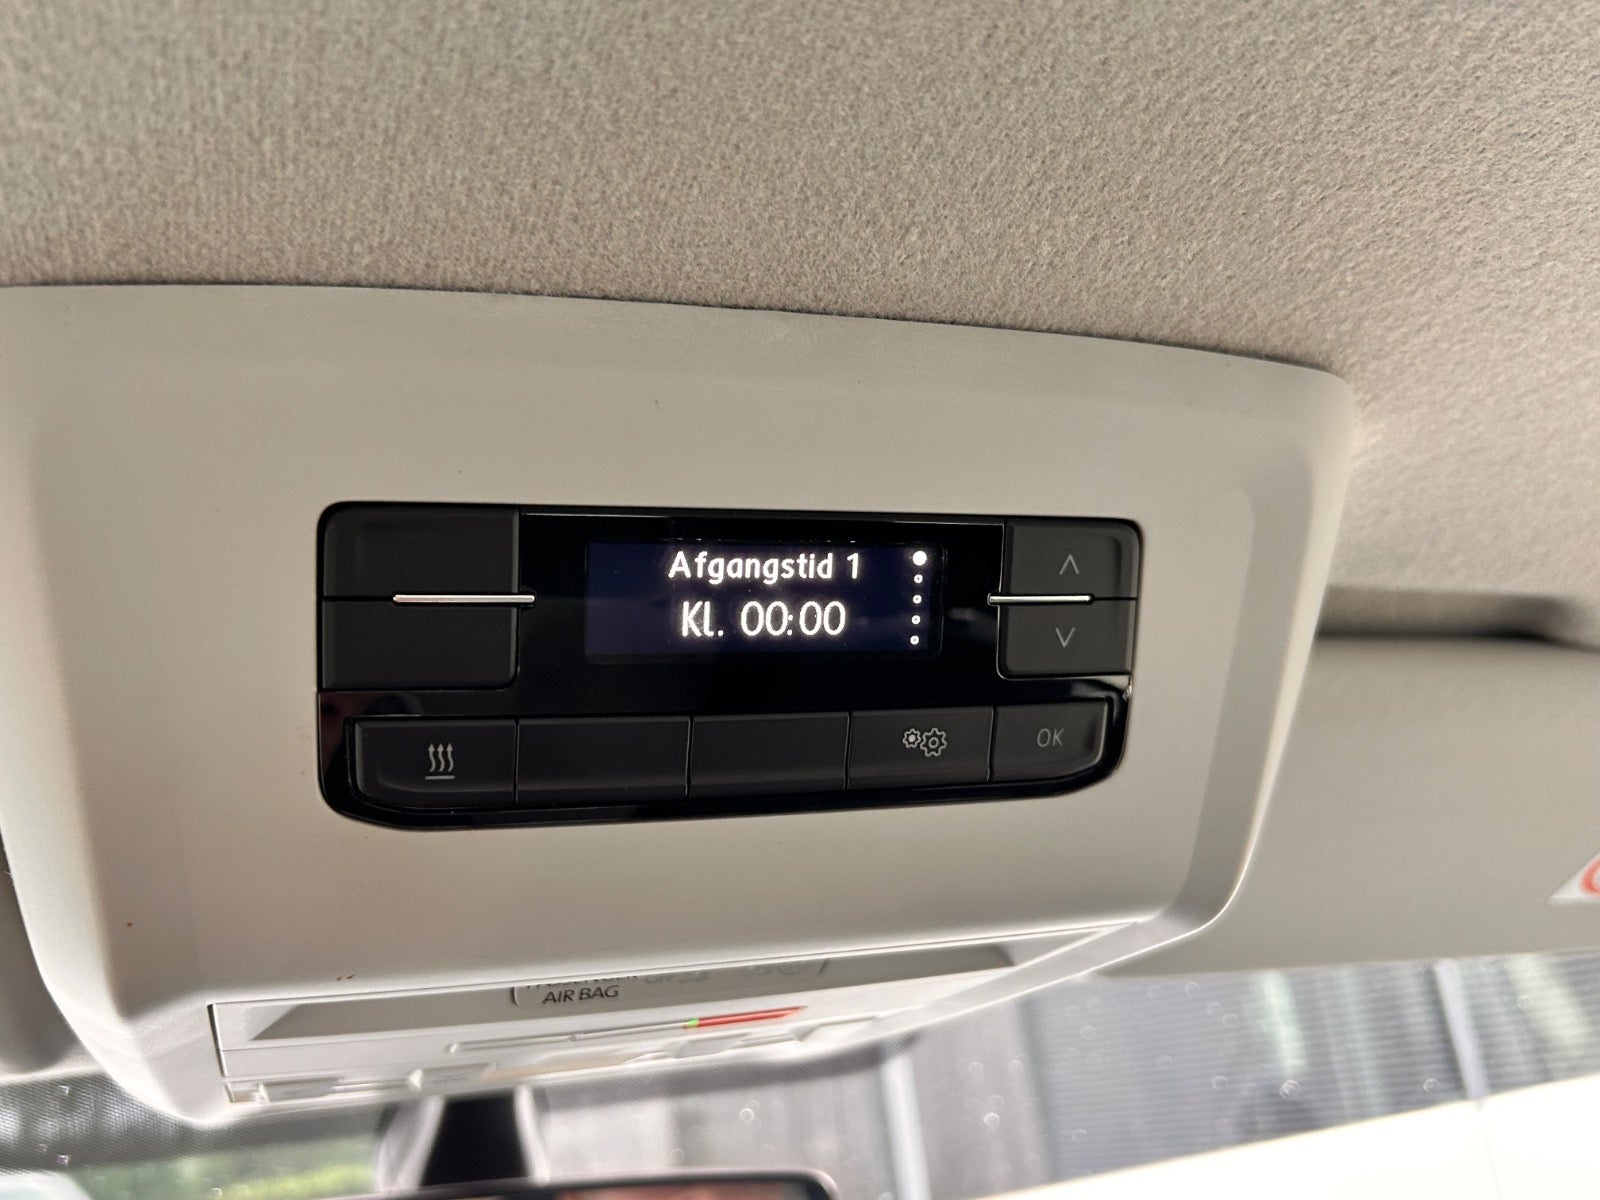 Afgangstid 1
Kl. 00:00
OK
AIR BAG